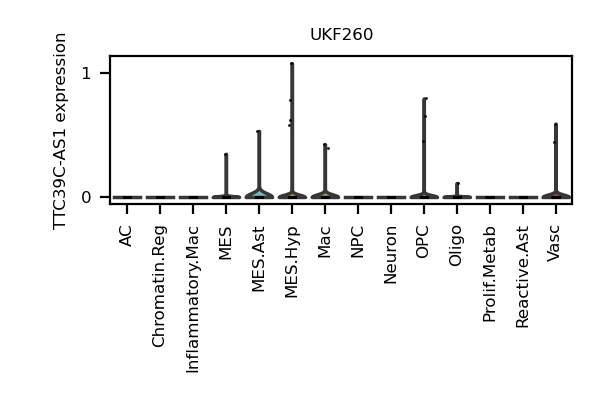 UKF260
TTC39C-AS1 expression
1
0
AC
Chromatin.Reg
Inflammatory.Mac
MES
MES.Ast
MES.Hyp
Mac
NPC
Neuron
OPC
Oligo
Prolif.Metab
Reactive.Ast
Vasc